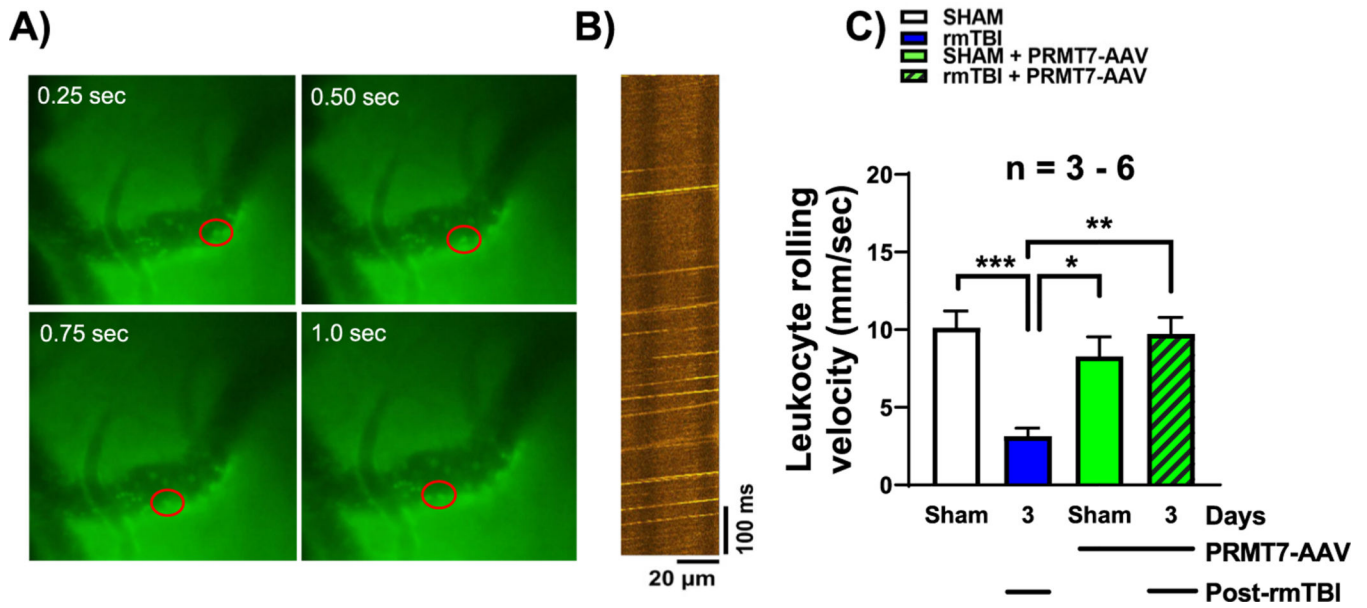 A)
0.25 sec
0.50 sec
0.75 sec
1.0 sec
B)
100 ms
20 µm
C)
SHAM
rmTBI
SHAM + PRMT7-AAV
rmTBI + PRMT7-AAV
n = 3 - 6
Leukocyte rolling
velocity (mm/sec)
20
15
10
5
0
***
*
**
Sham 3 Sham 3 Days
PRMT7-AAV
Post-rmTBI